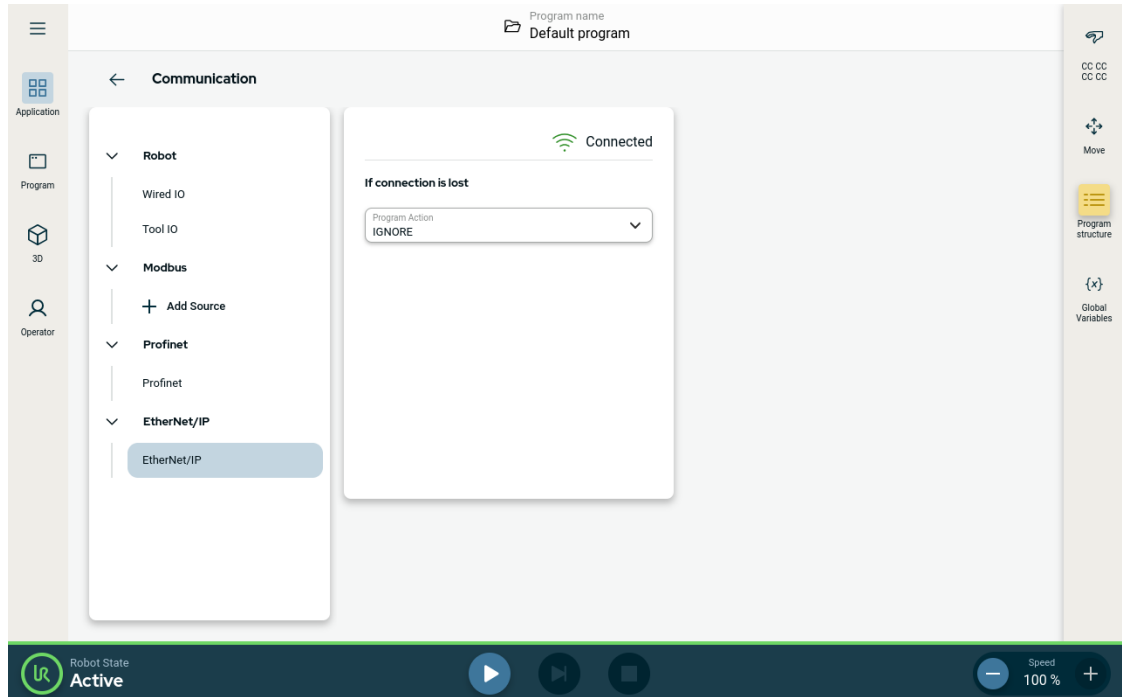 Program name
Default program
Communication
Application
Program
3D
Operator
Robot
Wired IO
Tool IO
Modbus
Add Source
Profinet
Profinet
EtherNet/IP
EtherNet/IP
Connected
If connection is lost
Program Action
IGNORE
CC CC
CC CC
Move
Program
structure
{x}
Global
Variables
UR
Robot State
Active
Speed
100 %